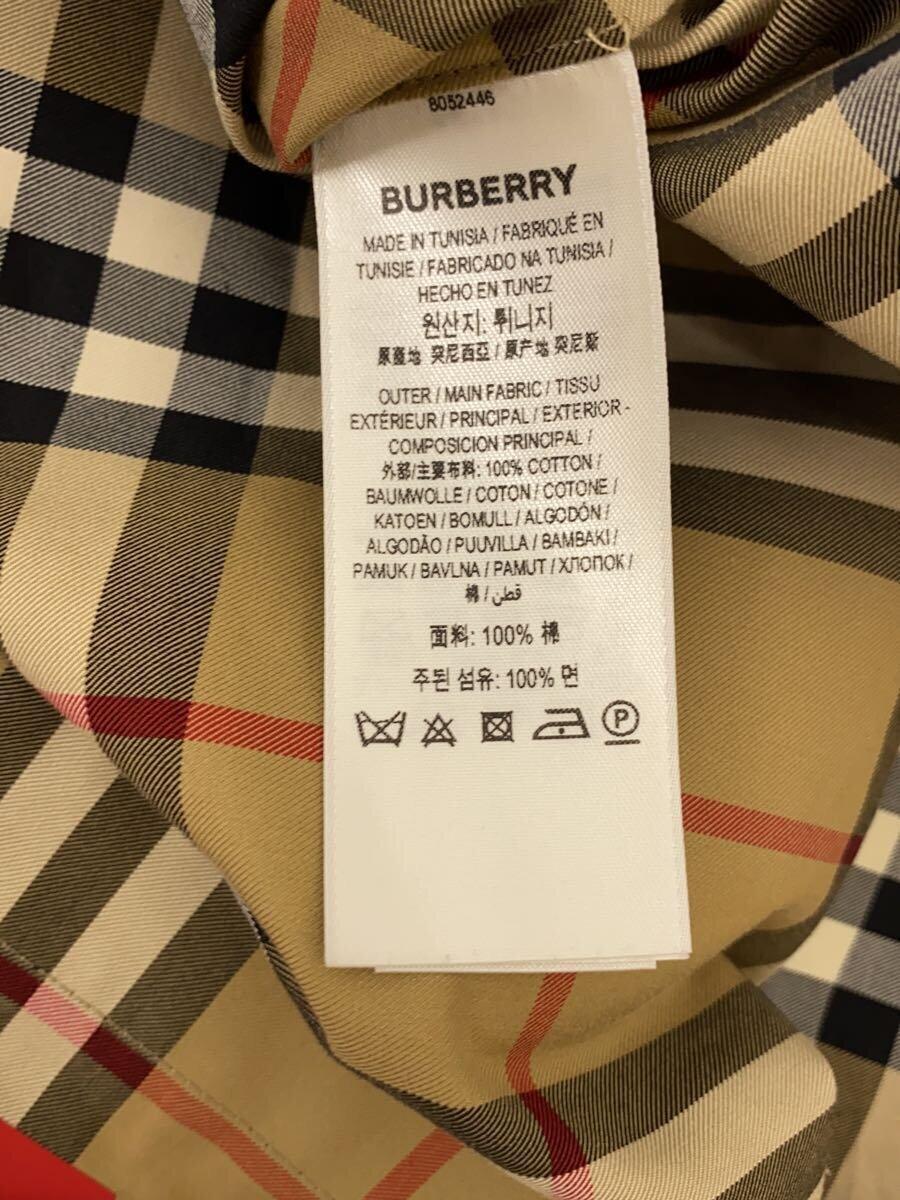 8052446
BURBERRY
MADE IN TUNISIA / FABRIQUÉ EN
TUNISIE / FABRICADO NA TUNISIA /
HECHO EN TUNEZ
원산지: 튀니지
原產地 突尼西亞 / 原产地 突尼斯
OUTER / MAIN FABRIC / TISSU
EXTÉRIEUR / PRINCIPAL / EXTERIOR -
COMPOSICION PRINCIPAL /
外部/主要布料: 100% COTTON /
BAUMWOLLE / COTON / COTONE /
KATOEN / BOMULL / ALGODÓN /
ALGODÃO / PUUVILLA / BAMBAKI /
PAMUK / BAVLNA / PAMUT / ХЛОПОК /
棉 / قطن
面料: 100% 棉
주된 섬유: 100% 면
P